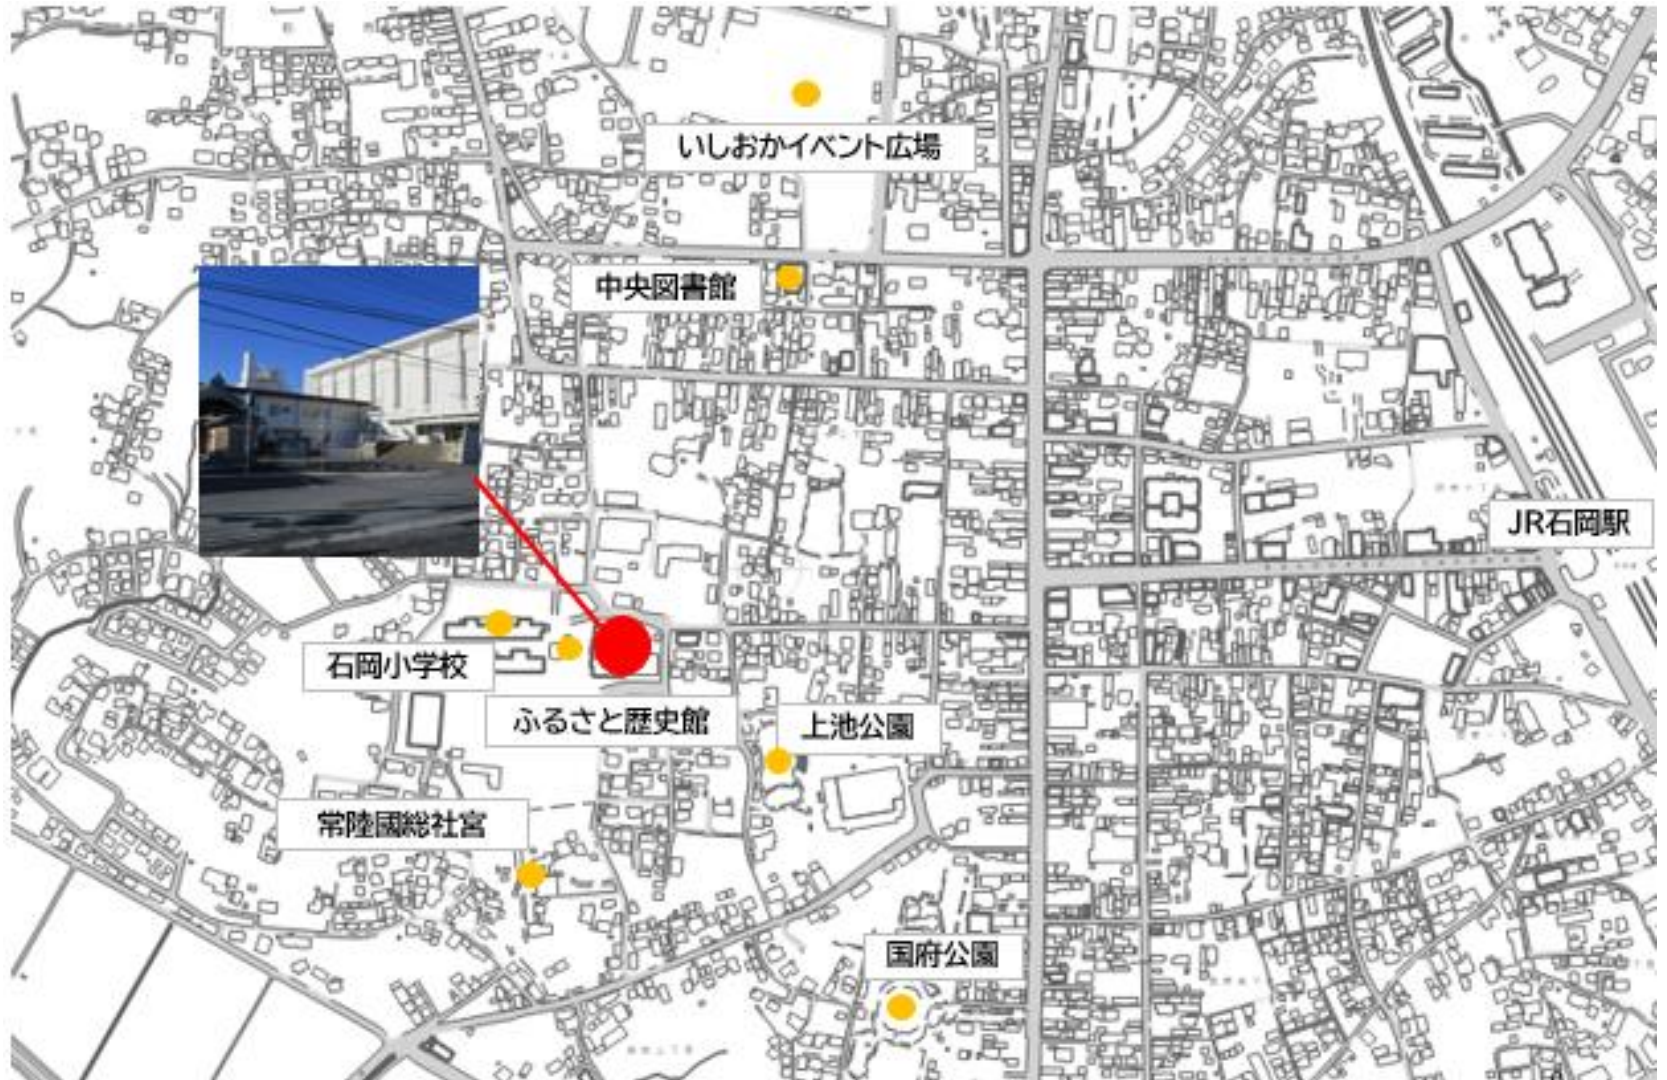 いしおかイベント広場
中央図書館
JR石岡駅
石岡小学校
ふるさと歴史館
上池公園
常陸國総社宮
国府公園